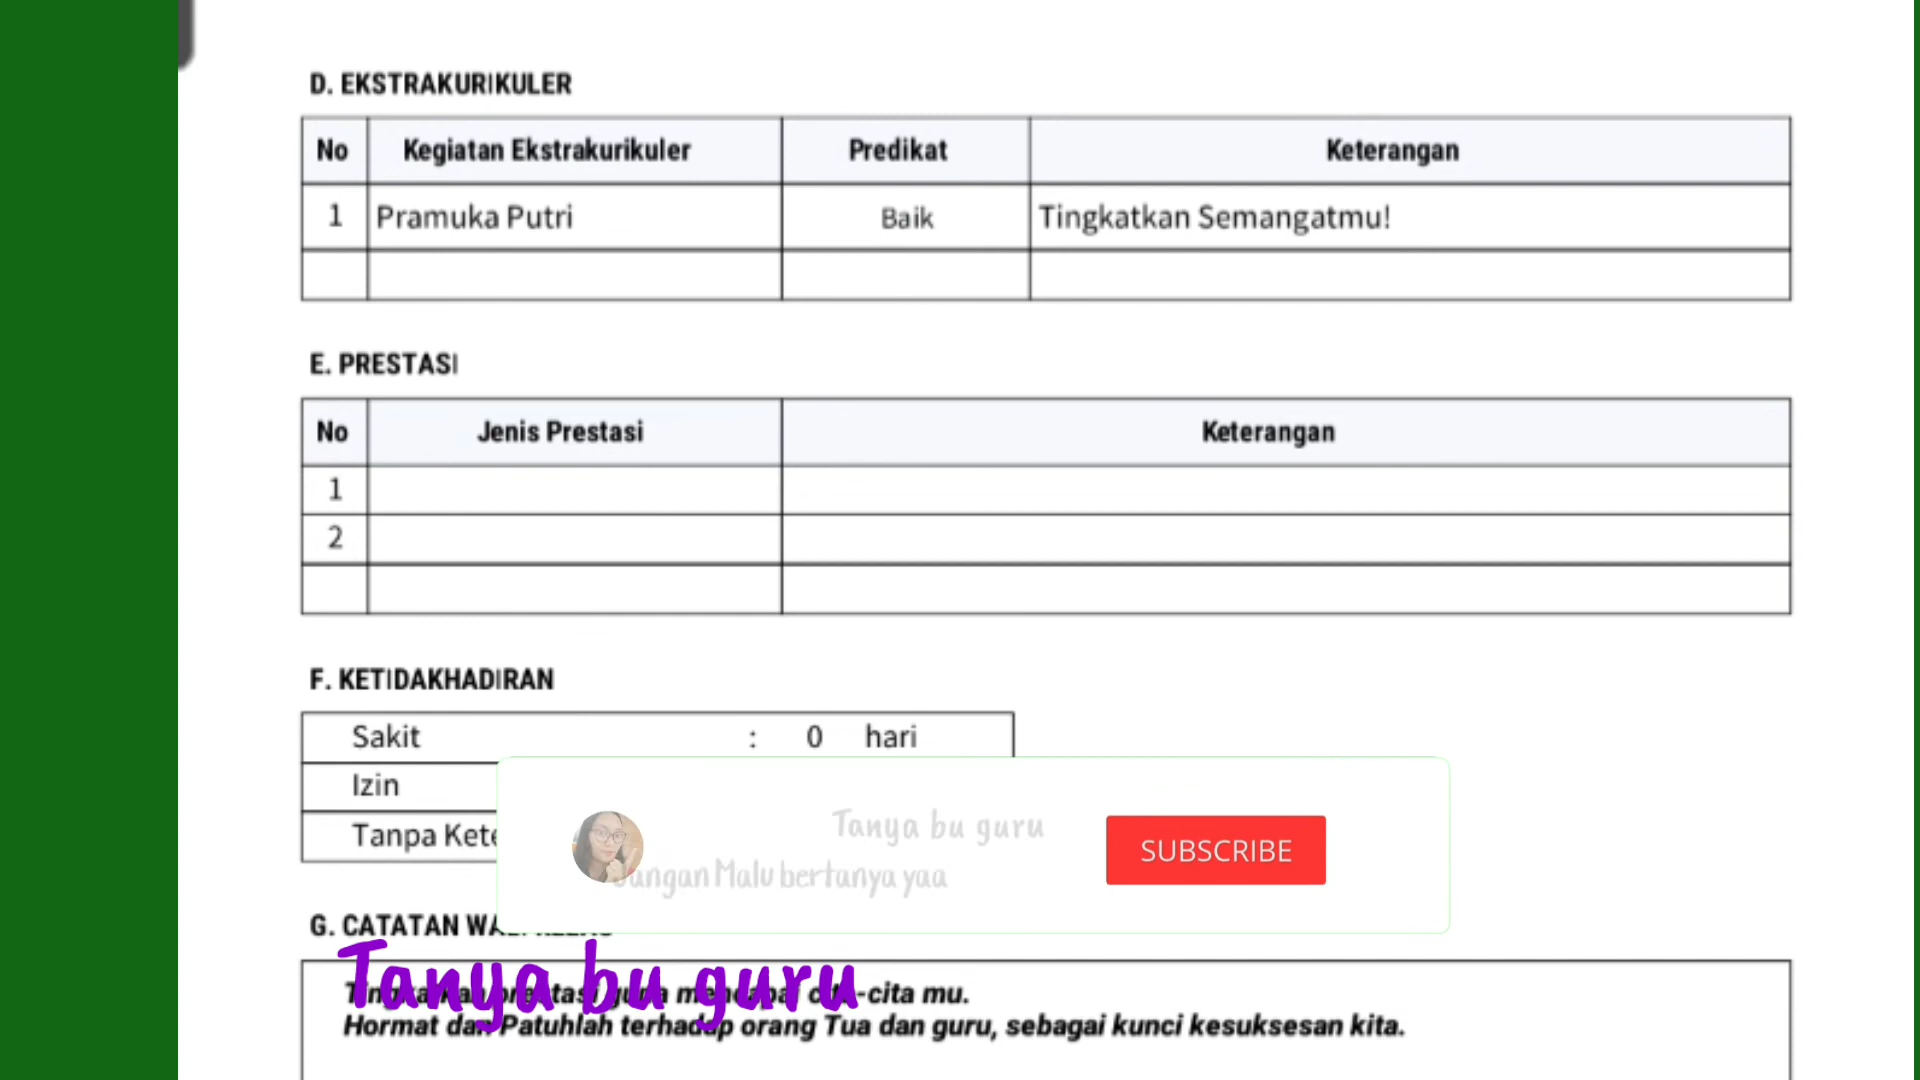 D. EKSTRAKURIKULER
No Kegiatan Ekstrakurikuler Predikat Keterangan
1 Pramuka Putri Baik Tingkatkan Semangatmu!
E. PRESTASI
No Jenis Prestasi Keterangan
1
2
F. KETIDAKHADIRAN
Sakit : 0 hari
Izin
Tanpa Kete
Tanya bu guru
Jangan Malu bertanya yaa
SUBSCRIBE
G. CATATAN
Tanya bu guru
-cita mu.
Hormat dan Patuhlah terhadap orang Tua dan guru, sebagai kunci kesuksesan kita.